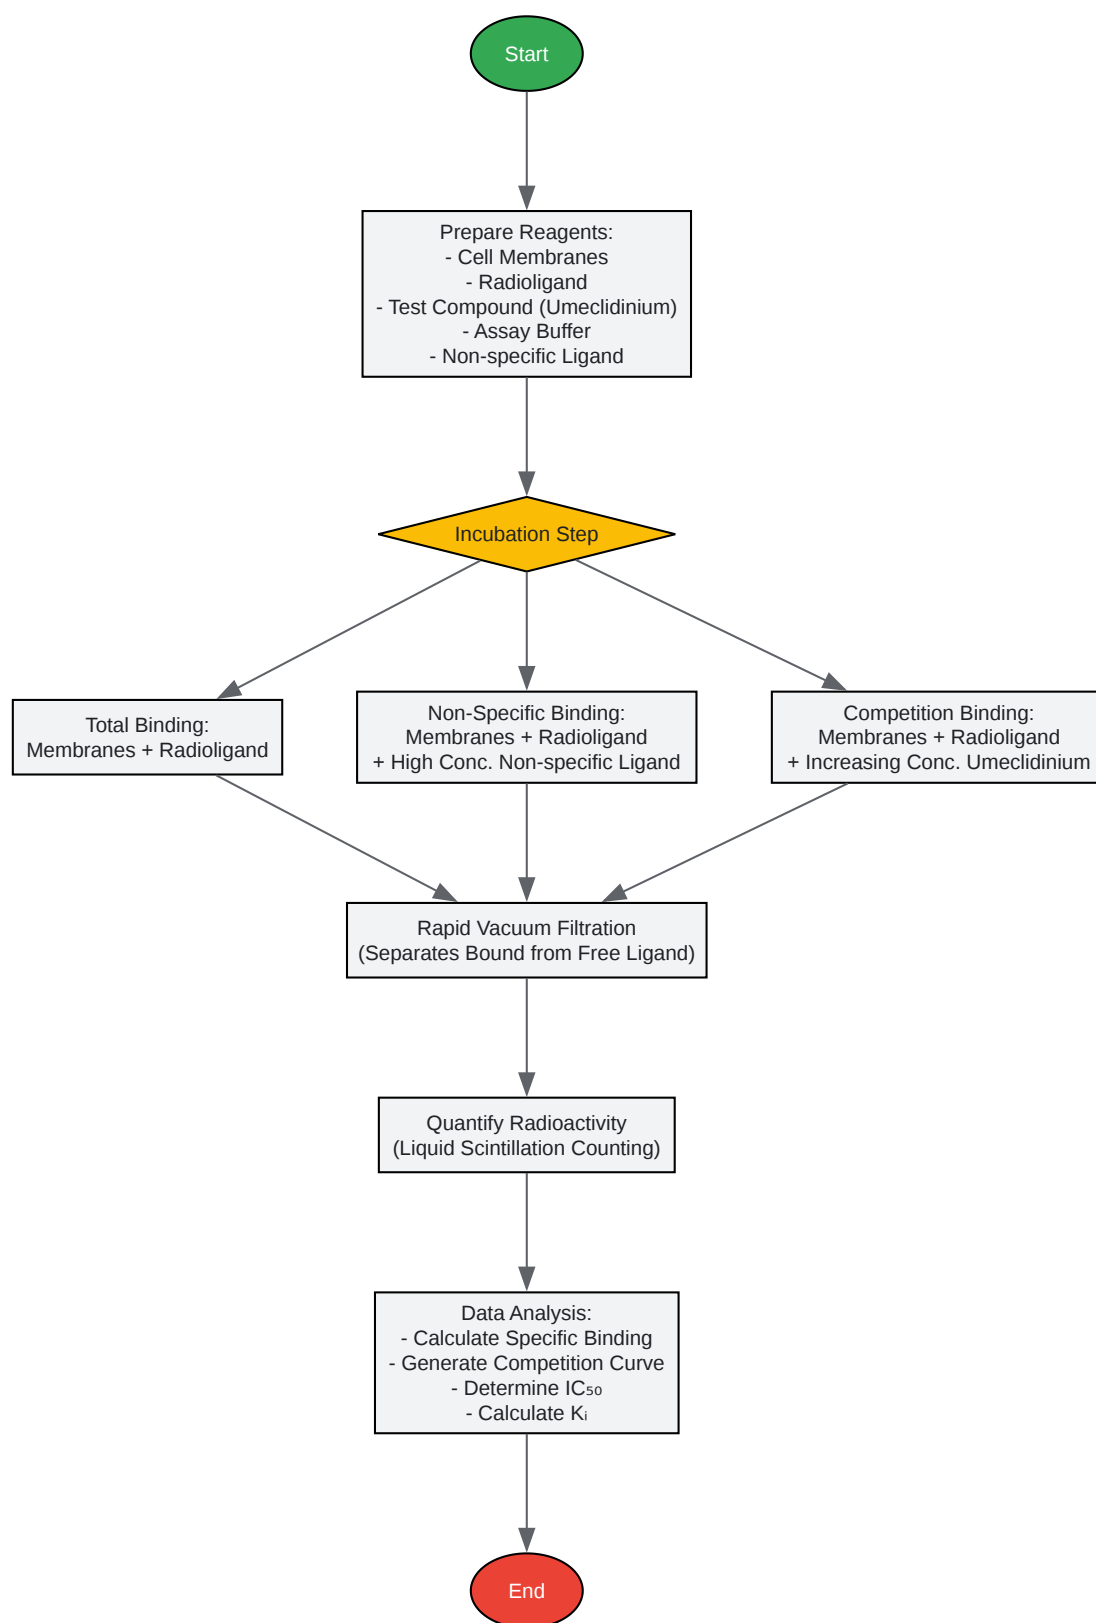 Start
Prepare Reagents:
- Cell Membranes
- Radioligand
- Test Compound (Umeclidinium)
- Assay Buffer
- Non-specific Ligand
Incubation Step
Total Binding:
Membranes + Radioligand
Non-Specific Binding:
Membranes + Radioligand
+ High Conc. Non-specific Ligand
Competition Binding:
Membranes + Radioligand
+ Increasing Conc. Umeclidinium
Rapid Vacuum Filtration
(Separates Bound from Free Ligand)
Quantify Radioactivity
(Liquid Scintillation Counting)
Data Analysis:
- Calculate Specific Binding
- Generate Competition Curve
- Determine IC₅₀
- Calculate Kᵢ
End